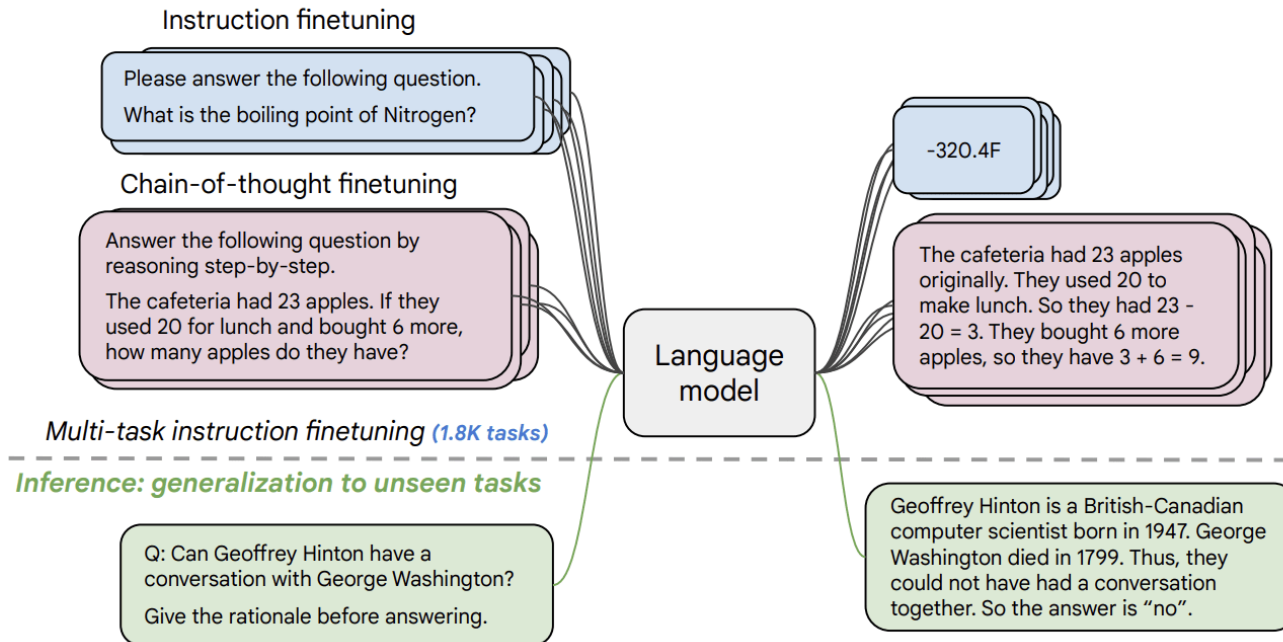 Instruction finetuning
Please answer the following question.
What is the boiling point of Nitrogen?
-320.4F
Chain-of-thought finetuning
Answer the following question by
reasoning step-by-step.
The cafeteria had 23 apples. If they
used 20 for lunch and bought 6 more,
how many apples do they have?
Language
model
The cafeteria had 23 apples
originally. They used 20 to
make lunch. So they had 23 -
20 = 3. They bought 6 more
apples, so they have 3 + 6 = 9.
Multi-task instruction finetuning (1.8K tasks)
Inference: generalization to unseen tasks
Q: Can Geoffrey Hinton have a
conversation with George Washington?
Give the rationale before answering.
Geoffrey Hinton is a British-Canadian
computer scientist born in 1947. George
Washington died in 1799. Thus, they
could not have had a conversation
together. So the answer is “no”.